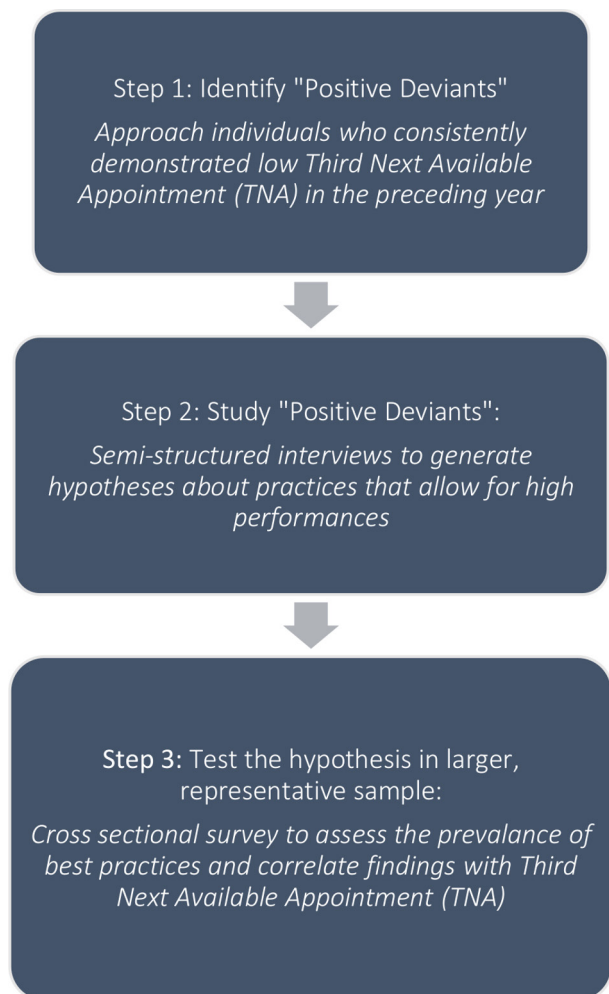 Step 1: Identify "Positive Deviants"
Approach individuals who consistently
demonstrated low Third Next Available
Appointment (TNA) in the preceding year
Step 2: Study "Positive Deviants":
Semi-structured interviews to generate
hypotheses about practices that allow for high
performances
Step 3: Test the hypothesis in larger,
representative sample:
Cross sectional survey to assess the prevalance of
best practices and correlate findings with Third
Next Available Appointment (TNA)